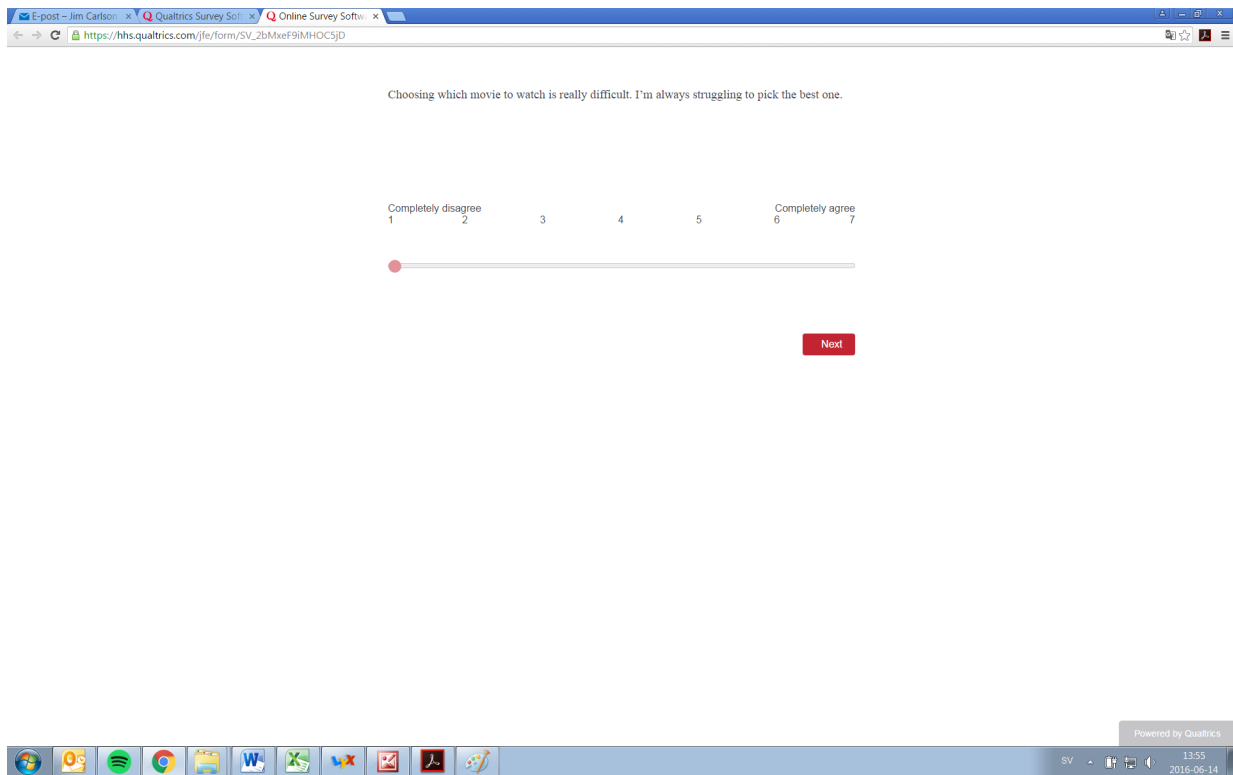 E-post – Jim Carlson
Qualtrics Survey Soft
Online Survey Softw
https://hhs.qualtrics.com/jfe/form/SV_2bMxeF9iMHOC5jD
Choosing which movie to watch is really difficult. I’m always struggling to pick the best one.
Completely disagree Completely agree
1 2 3 4 5 6 7
Next
Powered by Qualtrics
SV 13:55
2016-06-14